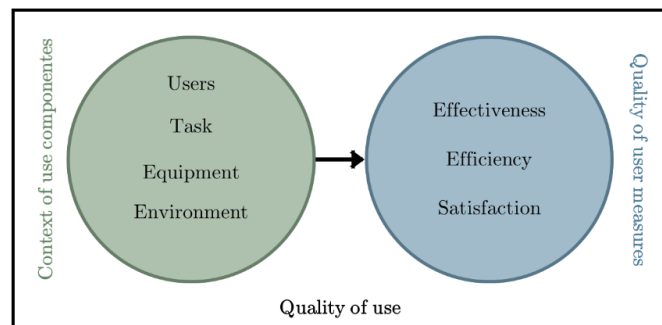 Context of use componentes
Users
Task
Equipment
Environment
Effectiveness
Efficiency
Satisfaction
Quality of user measures
Quality of use